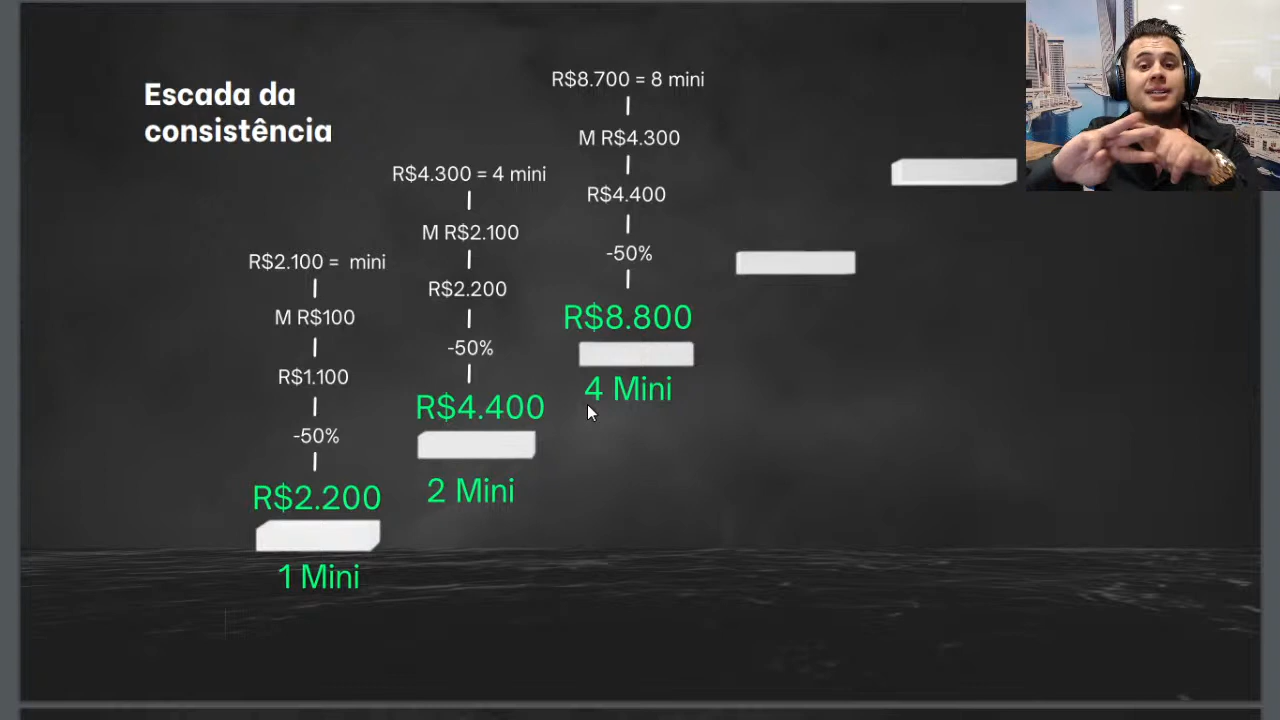 Escada da
consistência
R$2.100 =  mini
M R$100
R$1.100
-50%
R$2.200
1 Mini
R$4.300 = 4 mini
M R$2.100
R$2.200
-50%
R$4.400
2 Mini
R$8.700 = 8 mini
M R$4.300
R$4.400
-50%
R$8.800
4 Mini